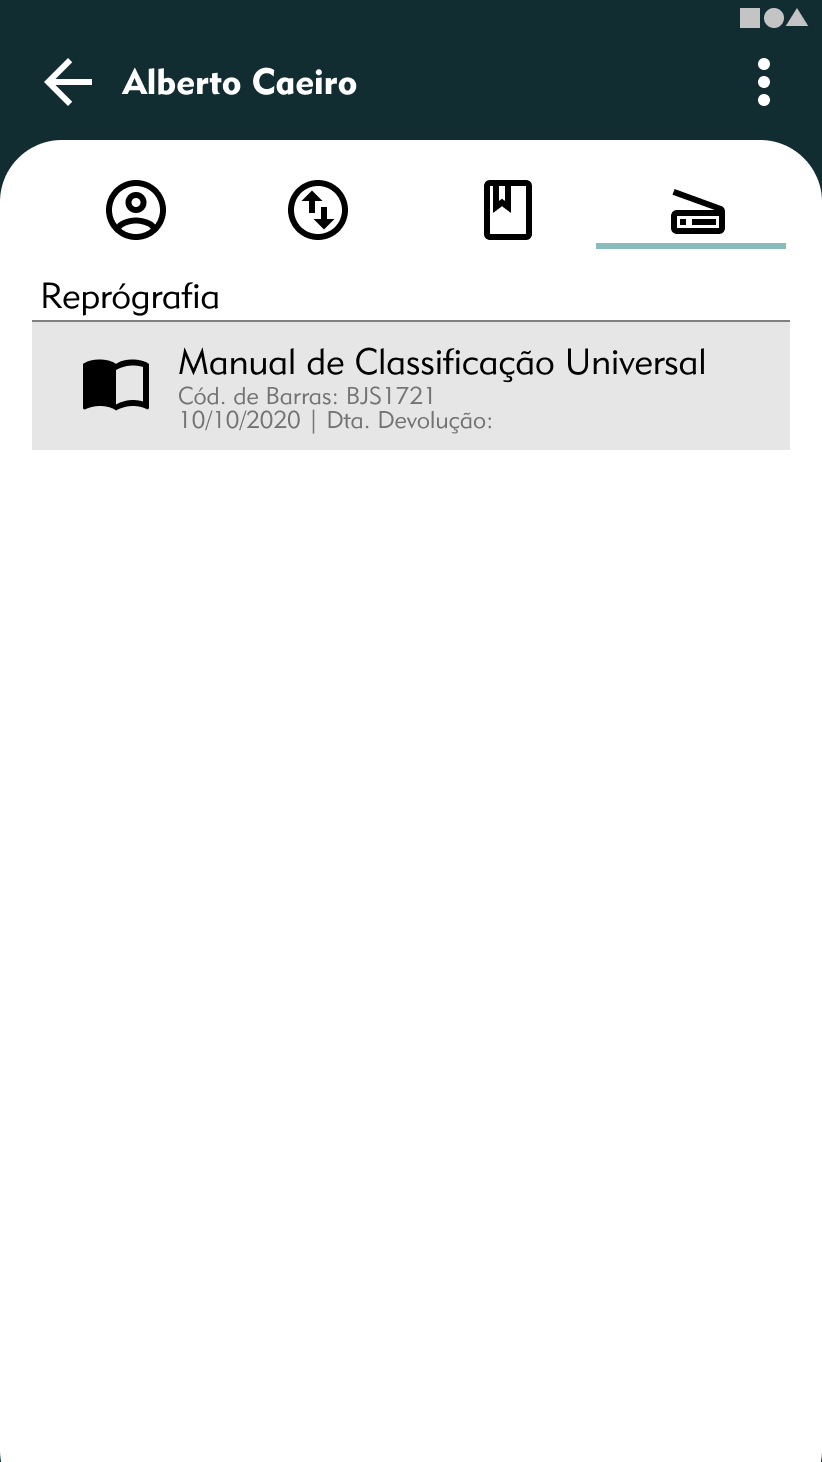 Alberto Caeiro
Reprógrafia
Manual de Classificação Universal
Cód. de Barras: BJS1721
10/10/2020 | Dta. Devolução: